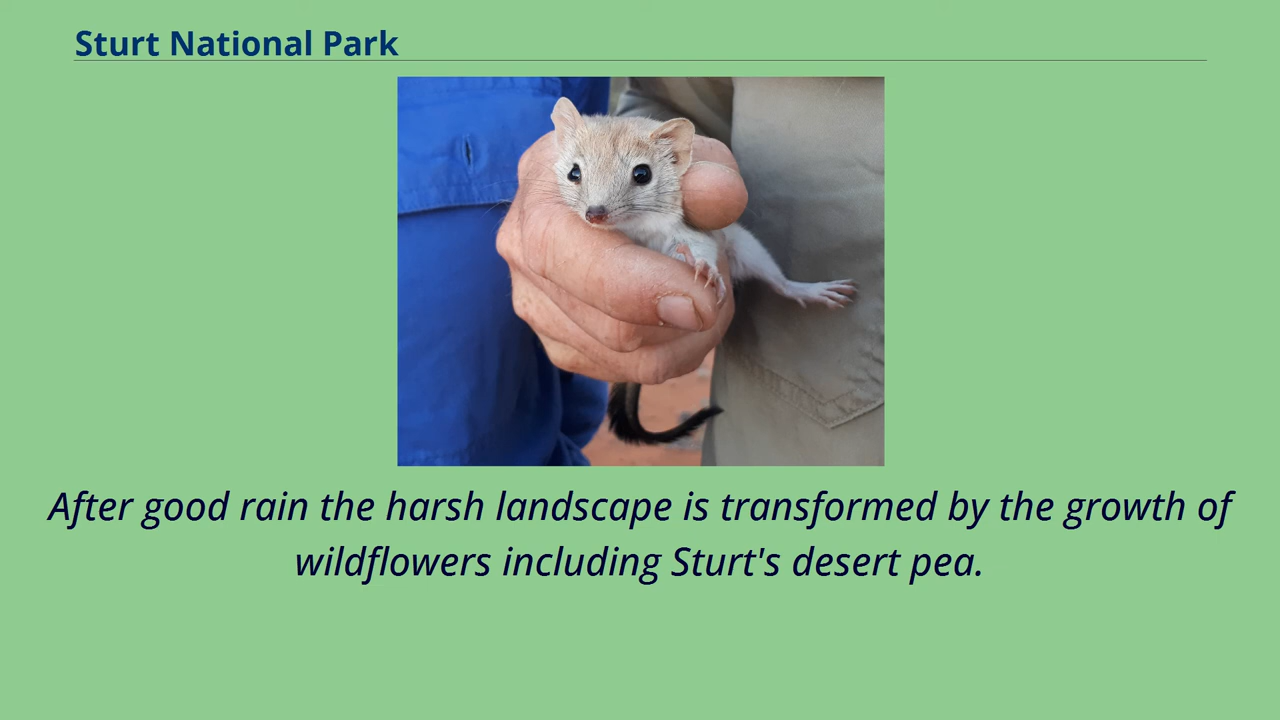 Sturt National Park
After good rain the harsh landscape is transformed by the growth of
wildflowers including Sturt's desert pea.